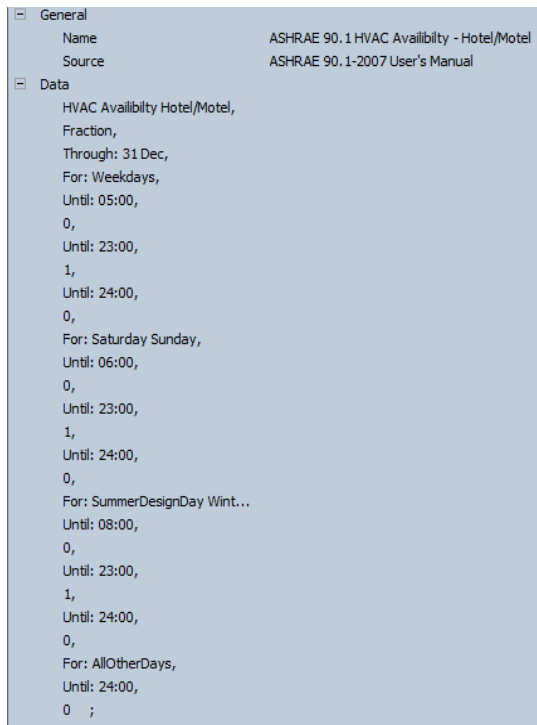 General
Name ASHRAE 90.1 HVAC Availibilty - Hotel/Motel
Source ASHRAE 90.1-2007 User's Manual
Data
HVAC Availibilty Hotel/Motel,
Fraction,
Through: 31 Dec,
For: Weekdays,
Until: 05:00,
0,
Until: 23:00,
1,
Until: 24:00,
0,
For: Saturday Sunday,
Until: 06:00,
0,
Until: 23:00,
1,
Until: 24:00,
0,
For: SummerDesignDay Wint...
Until: 08:00,
0,
Until: 23:00,
1,
Until: 24:00,
0,
For: AllOtherDays,
Until: 24:00,
0 ;